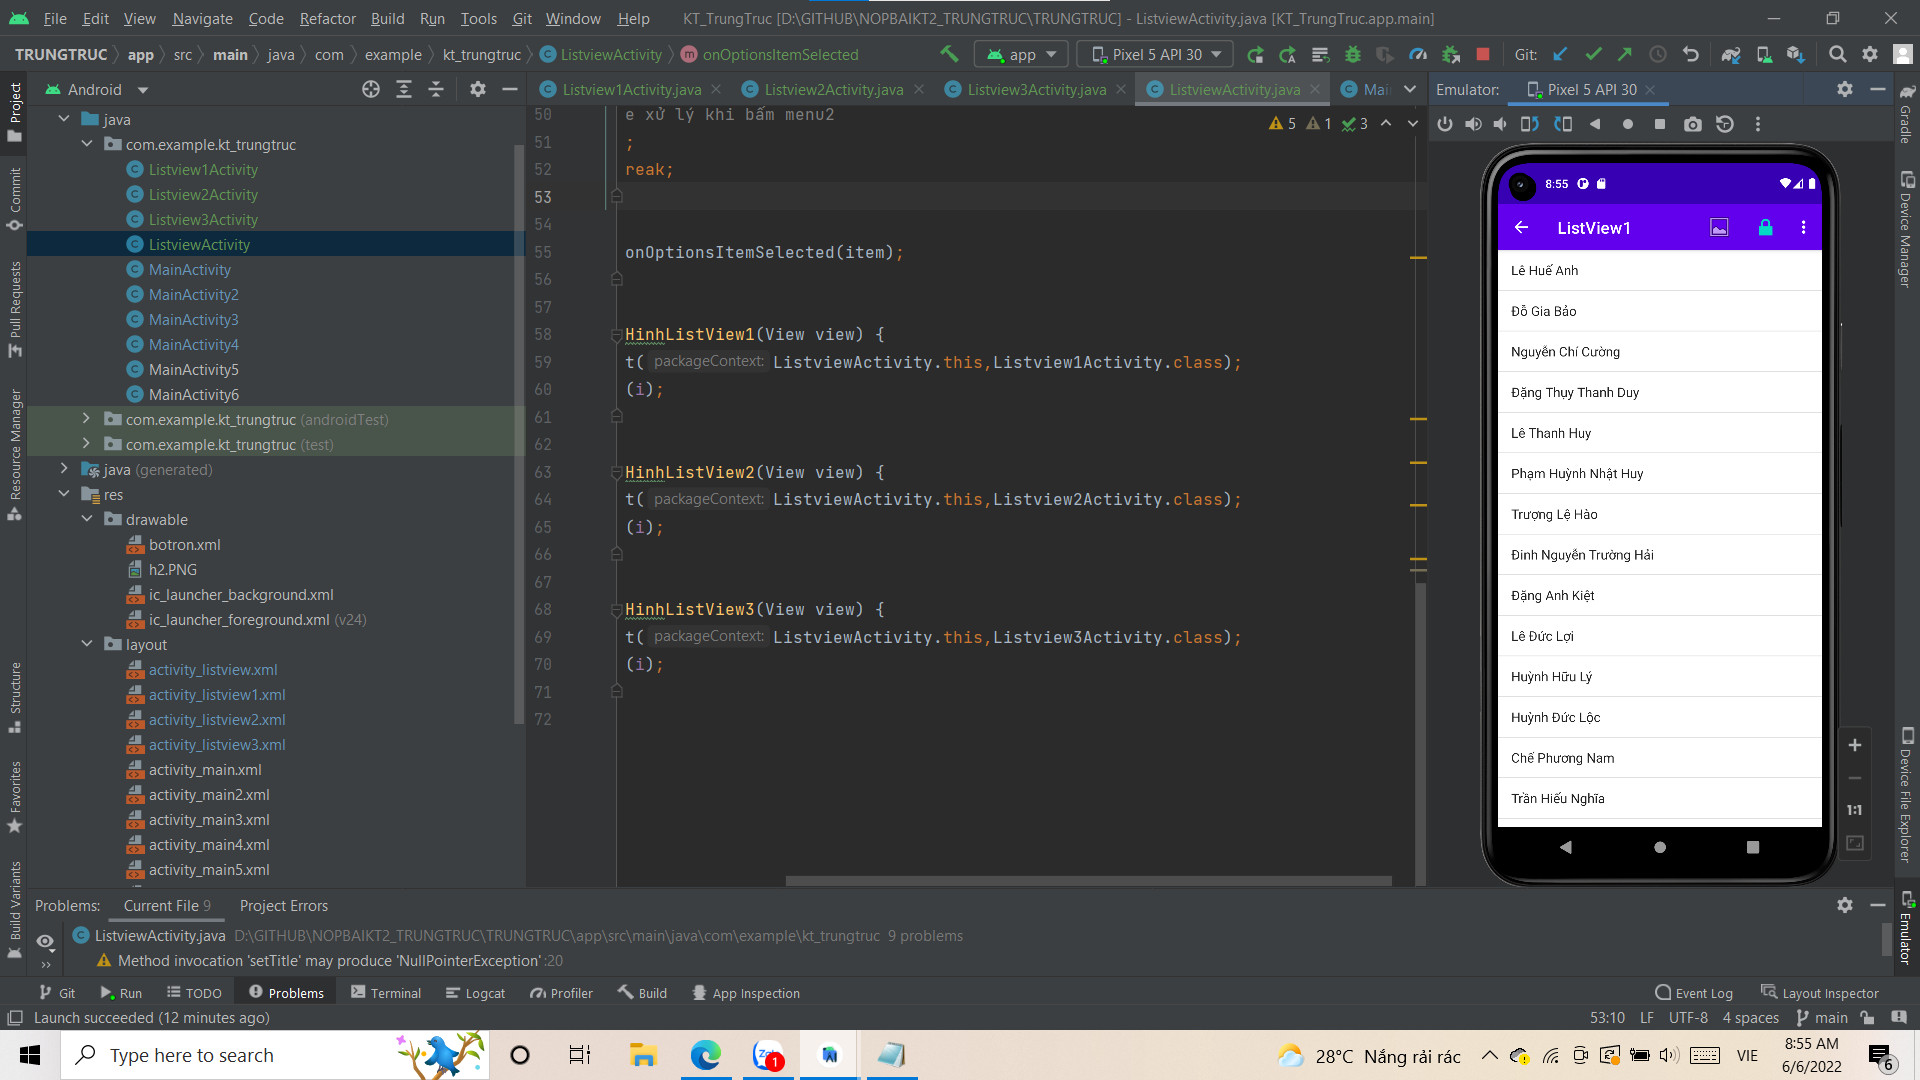 File Edit View Navigate Code Refactor Build Run Tools Git Window Help KT_TrungTruc [D:\GITHUB\NOPBAIKT2_TRUNGTRUC\TRUNGTRUC] - ListviewActivity.java [KT_TrungTruc.app.main]
TRUNGTRUC app src main java com example kt_trungtruc ListviewActivity onOptionsItemSelected app Pixel 5 API 30 Git:
Android
Listview1Activity.java Listview2Activity.java Listview3Activity.java ListviewActivity.java Mai
Emulator: Pixel 5 API 30
Project
Commit
Pull Requests
Resource Manager
Structure
Favorites
Build Variants
java
com.example.kt_trungtruc
Listview1Activity
Listview2Activity
Listview3Activity
ListviewActivity
MainActivity
MainActivity2
MainActivity3
MainActivity4
MainActivity5
MainActivity6
com.example.kt_trungtruc (androidTest)
com.example.kt_trungtruc (test)
java (generated)
res
drawable
botron.xml
h2.PNG
ic_launcher_background.xml
ic_launcher_foreground.xml (v24)
layout
activity_listview.xml
activity_listview1.xml
activity_listview2.xml
activity_listview3.xml
activity_main.xml
activity_main2.xml
activity_main3.xml
activity_main4.xml
activity_main5.xml
5 1 3
50 e xử lý khi bấm menu2
51 ;
52 reak;
53
54
55 onOptionsItemSelected(item);
56
57
58 HinhListView1(View view) {
59 t( packageContext: ListviewActivity.this,Listview1Activity.class);
60 (i);
61
62
63 HinhListView2(View view) {
64 t( packageContext: ListviewActivity.this,Listview2Activity.class);
65 (i);
66
67
68 HinhListView3(View view) {
69 t( packageContext: ListviewActivity.this,Listview3Activity.class);
70 (i);
71
72
8:55
ListView1
Lê Huế Anh
Đỗ Gia Bảo
Nguyễn Chí Cường
Đặng Thụy Thanh Duy
Lê Thanh Huy
Phạm Huỳnh Nhật Huy
Trượng Lệ Hào
Đinh Nguyễn Trường Hải
Đặng Anh Kiệt
Lê Đức Lợi
Huỳnh Hữu Lý
Huỳnh Đức Lộc
Chế Phương Nam
Trần Hiếu Nghĩa
1:1
Gradle
Device Manager
Device File Explorer
Emulator
Problems: Current File 9 Project Errors
ListviewActivity.java D:\GITHUB\NOPBAIKT2_TRUNGTRUC\TRUNGTRUC\app\src\main\java\com\example\kt_trungtruc 9 problems
Method invocation 'setTitle' may produce 'NullPointerException' :20
Git Run TODO Problems Terminal Logcat Profiler Build App Inspection Event Log Layout Inspector
Launch succeeded (12 minutes ago) 53:10 LF UTF-8 4 spaces main
Type here to search
1
28°C Nắng rải rác
VIE
8:55 AM
6/6/2022
6